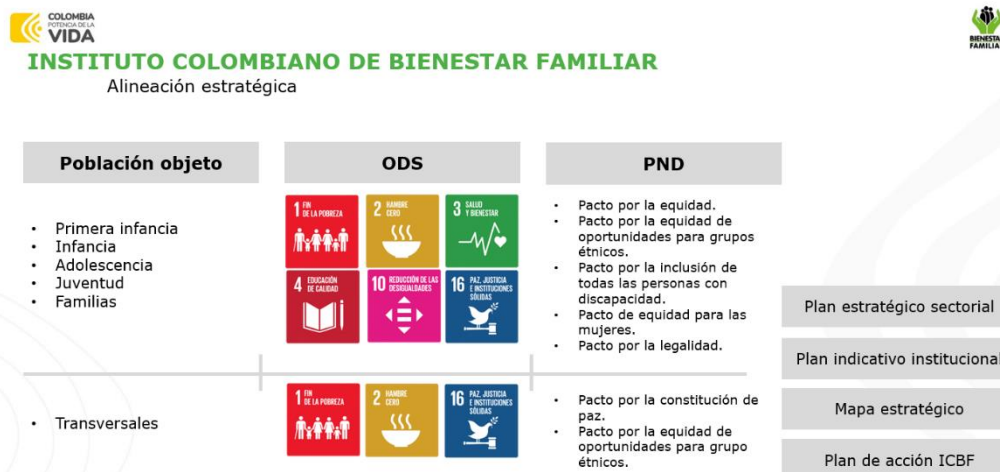 COLOMBIA
POTENCIA DE LA
VIDA
BIENESTAR
FAMILIAR
INSTITUTO COLOMBIANO DE BIENESTAR FAMILIAR
Alineación estratégica
Población objeto
ODS
PND
• Primera infancia
• Infancia
• Adolescencia
• Juventud
• Familias
1 FIN
DE LA POBREZA
2 HAMBRE
CERO
3 SALUD
Y BIENESTAR
4 EDUCACIÓN
DE CALIDAD
10 REDUCCIÓN DE LAS
DESIGUALDADES
16 PAZ, JUSTICIA
E INSTITUCIONES
SÓLIDAS
• Pacto por la equidad.
• Pacto por la equidad de
oportunidades para grupos
étnicos.
• Pacto por la inclusión de
todas las personas con
discapacidad.
• Pacto de equidad para las
mujeres.
• Pacto por la legalidad.
• Transversales
1 FIN
DE LA POBREZA
2 HAMBRE
CERO
16 PAZ, JUSTICIA
E INSTITUCIONES
SÓLIDAS
• Pacto por la constitución de
paz.
• Pacto por la equidad de
oportunidades para grupo
étnicos.
Plan estratégico sectorial
Plan indicativo institucional
Mapa estratégico
Plan de acción ICBF